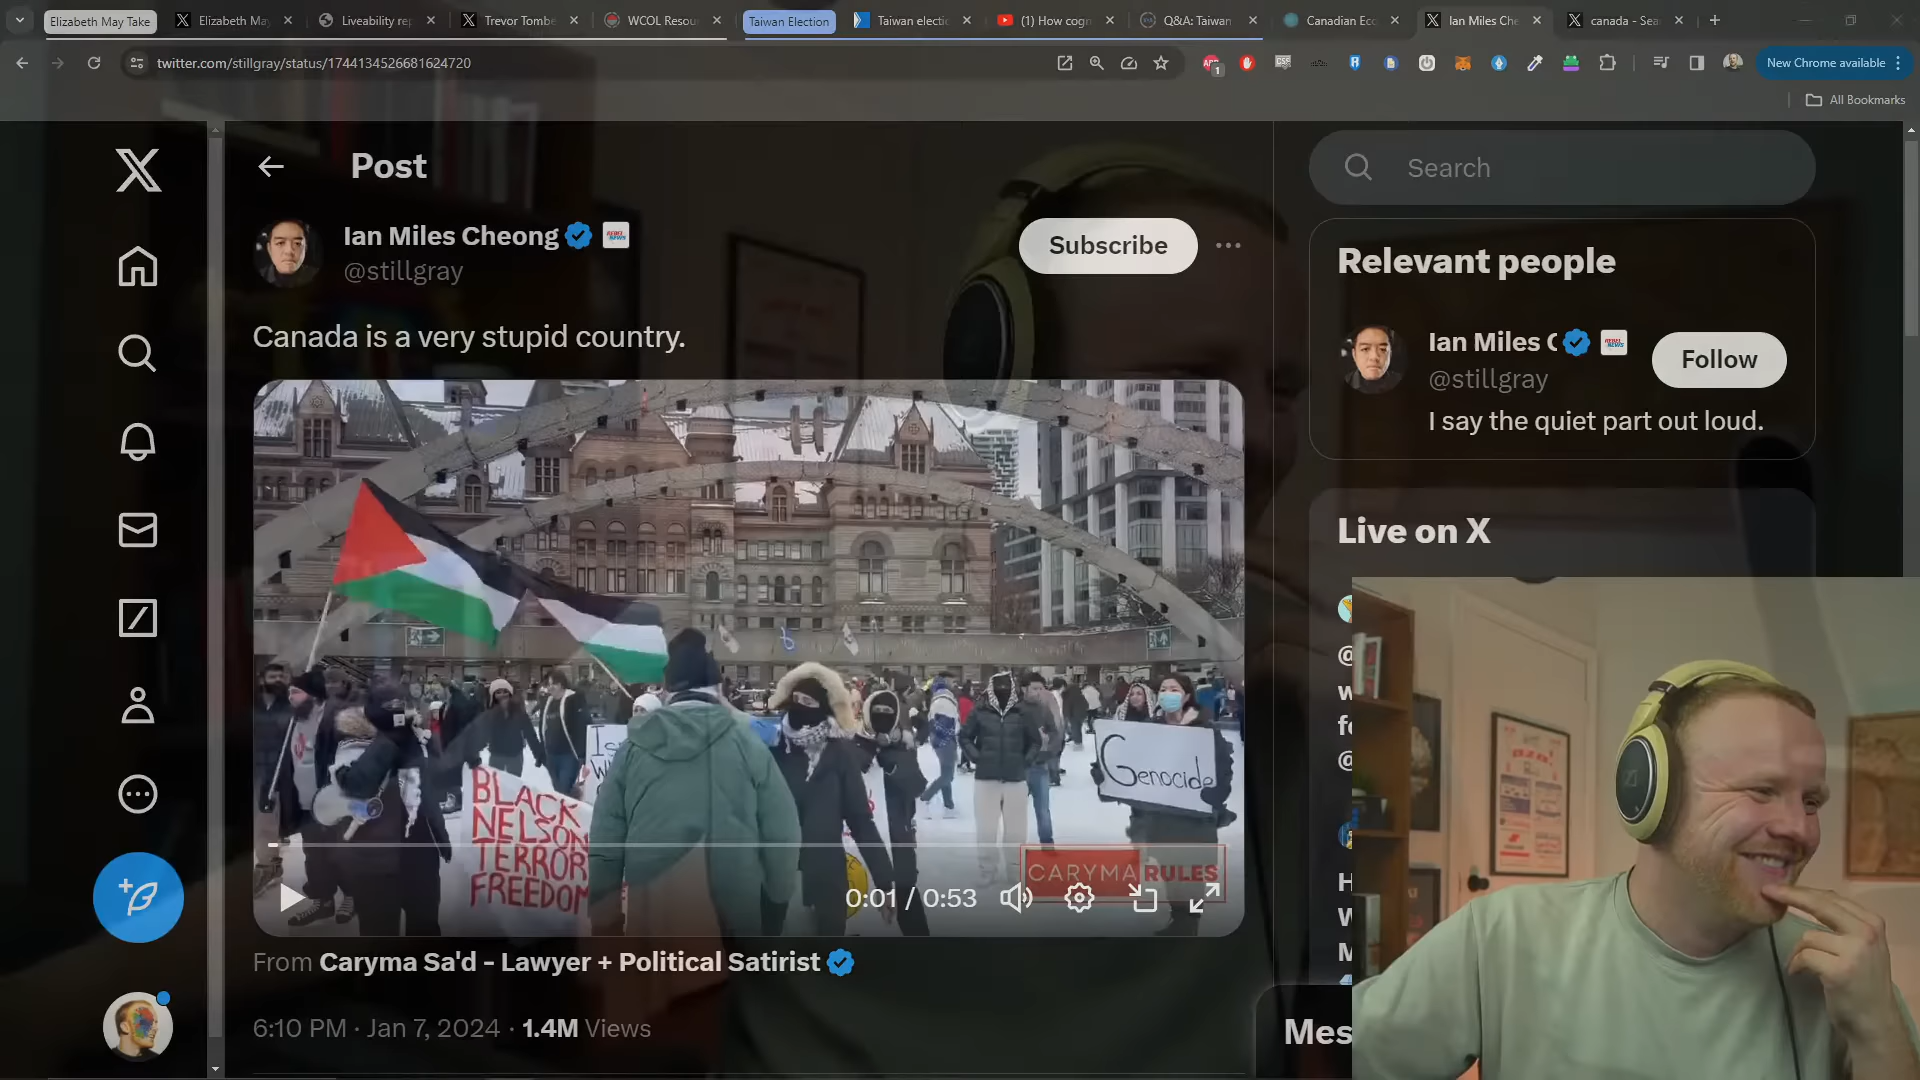 Elizabeth May Take
Elizabeth May
Liveability rep
Trevor Tombe
WCOL Resou
Taiwan Election
Taiwan electi
(1) How cogn
Q&A: Taiwan
Canadian Eco
Ian Miles Che
canada - Sea
twitter.com/stillgray/status/1744134526681624720
New Chrome available
All Bookmarks
Post
Search
Ian Miles Cheong
@stillgray
Subscribe
Canada is a very stupid country.
Relevant people
Ian Miles C
@stillgray
Follow
I say the quiet part out loud.
Live on X
BLACK
NELSON
TERROR
FREEDOM
Genocide
CARYMA RULES
0:01 / 0:53
From Caryma Sa'd - Lawyer + Political Satirist
6:10 PM · Jan 7, 2024 · 1.4M Views
Mes